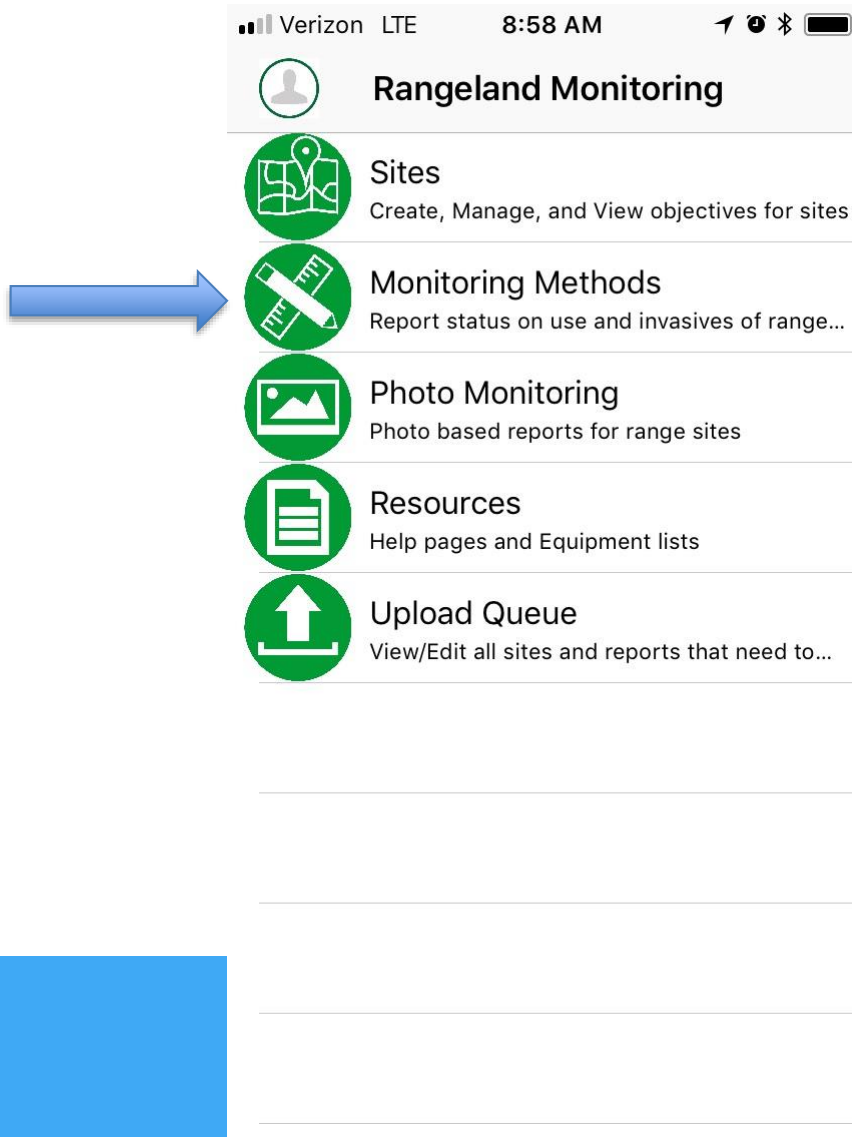 Verizon LTE 8:58 AM
Rangeland Monitoring
Sites
Create, Manage, and View objectives for sites
Monitoring Methods
Report status on use and invasives of range...
Photo Monitoring
Photo based reports for range sites
Resources
Help pages and Equipment lists
Upload Queue
View/Edit all sites and reports that need to...